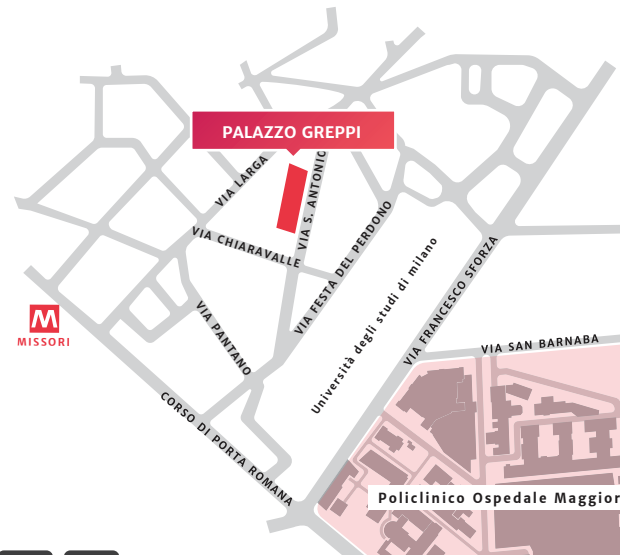 PALAZZO GREPPI
VIA LARGA
VIA S. ANTONIO
VIA CHIARAVALLE
VIA FESTA DEL PERDONO
Università degli studi di milano
VIA FRANCESCO SFORZA
VIA SAN BARNABA
M
MISSORI
VIA PANTANO
CORSO DI PORTA ROMANA
Policlinico Ospedale Maggior